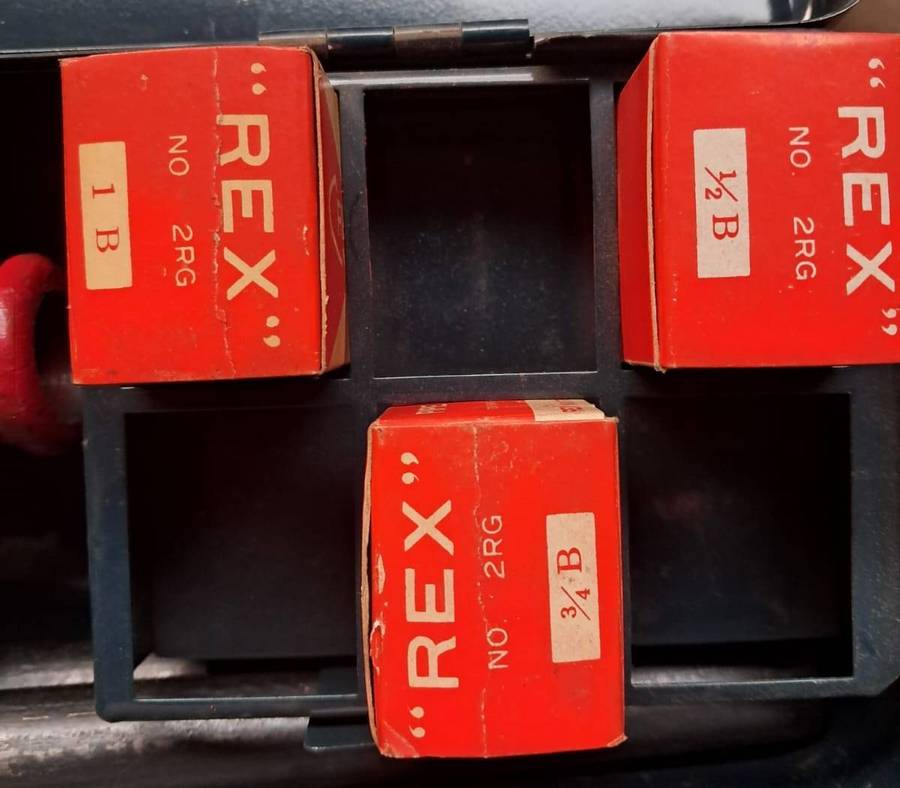 “REX”
NO 2RG
1 B
“REX”
NO. 2RG
½ B
“REX”
NO 2RG
¾ B